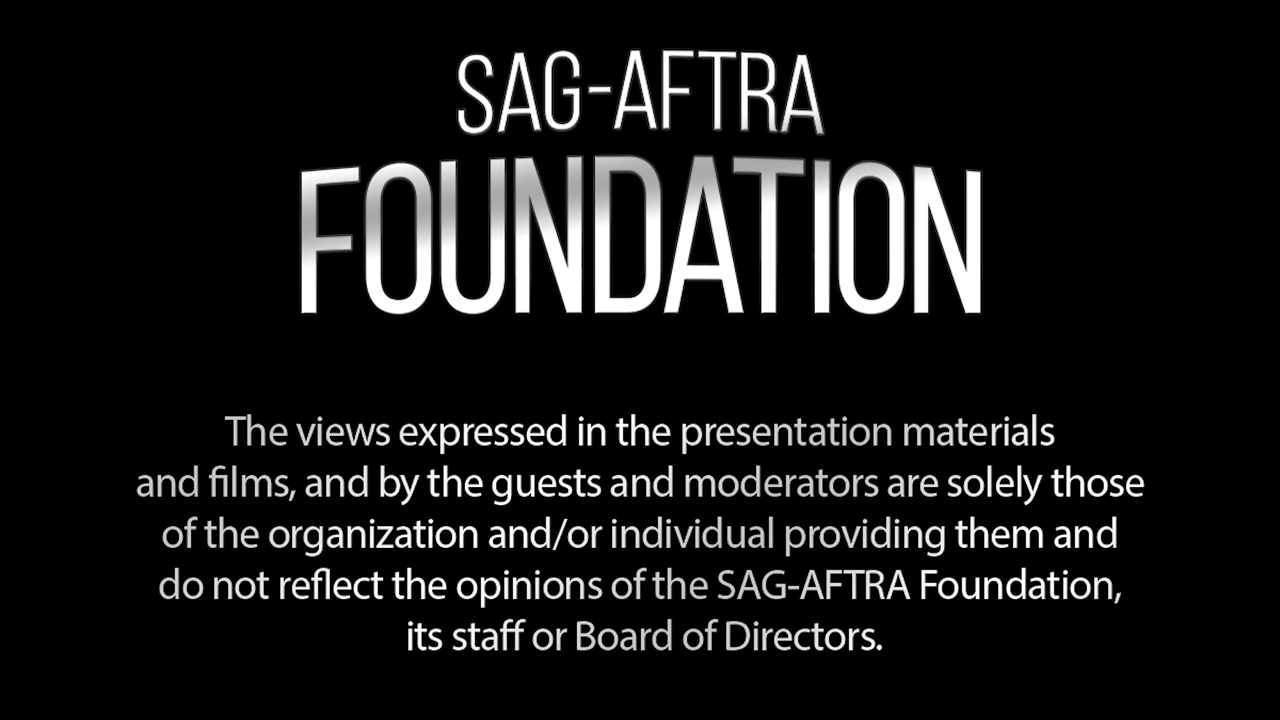 SAG-AFTRA
FOUNDATION
The views expressed in the presentation materials
and films, and by the guests and moderators are solely those
of the organization and/or individual providing them and
do not reflect the opinions of the SAG-AFTRA Foundation,
its staff or Board of Directors.